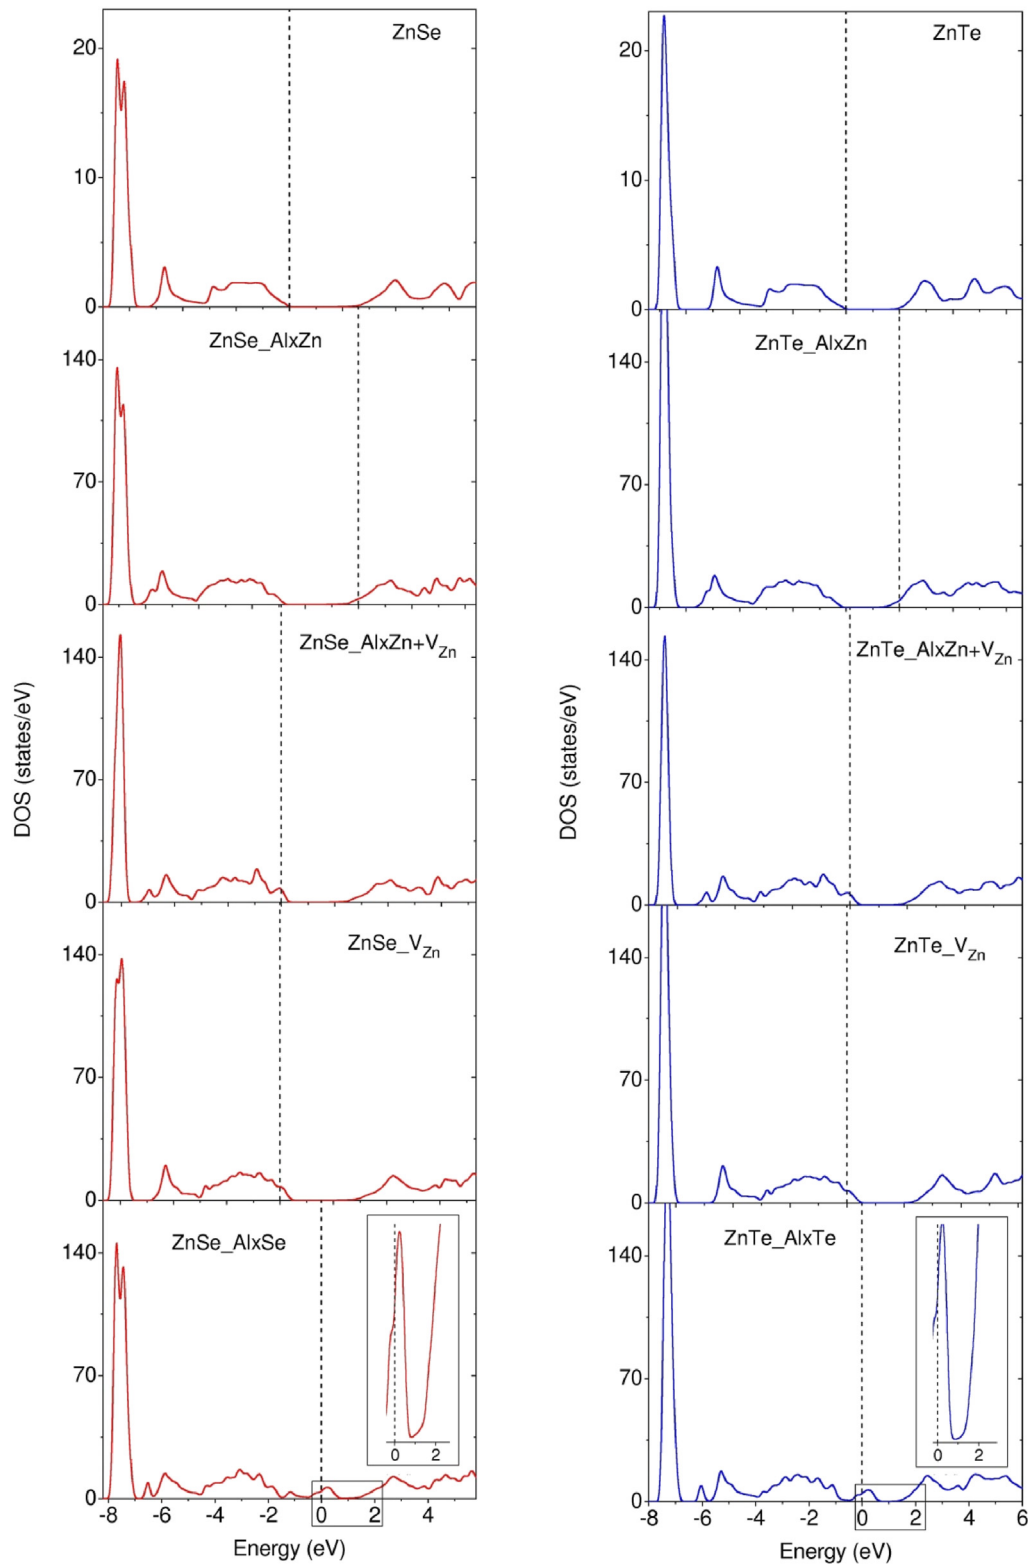 ZnSe
20
10
0
ZnSe_AlxZn
140
70
0
ZnSe_AlxZn+V_Zn
140
70
0
ZnSe_V_Zn
140
70
0
ZnSe_AlxSe
140
70
0
0 2
-8 -6 -4 -2 0 2 4
Energy (eV)
DOS (states/eV)
ZnTe
20
10
0
ZnTe_AlxZn
140
70
0
ZnTe_AlxZn+V_Zn
140
70
0
ZnTe_V_Zn
140
70
0
ZnTe_AlxTe
140
70
0
0 2
-8 -6 -4 -2 0 2 4 6
Energy (eV)
DOS (states/eV)